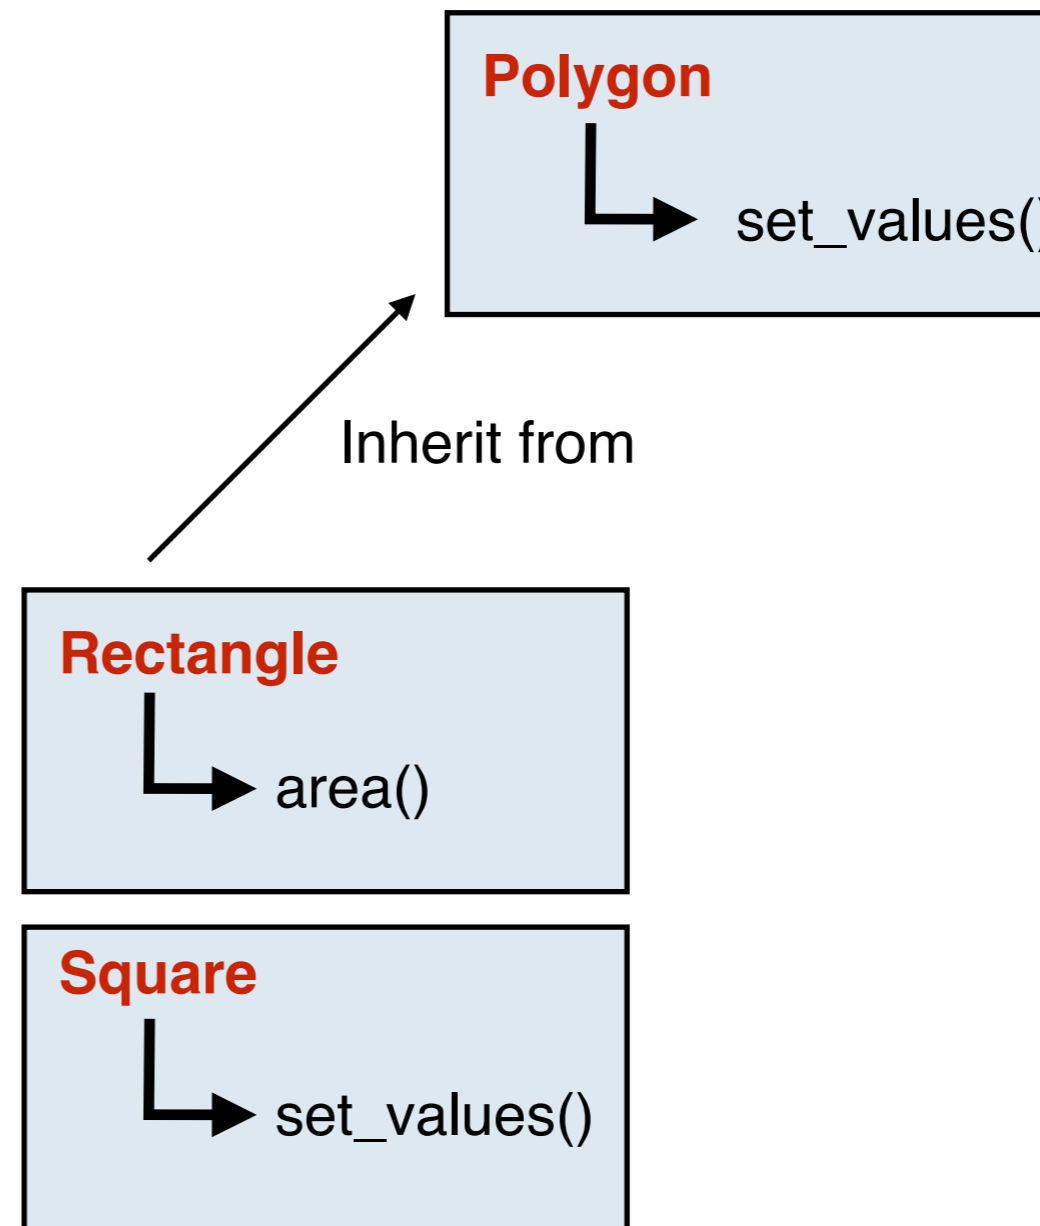 Polygon
set_values()
Inherit from
Rectangle
area()
Square
set_values()